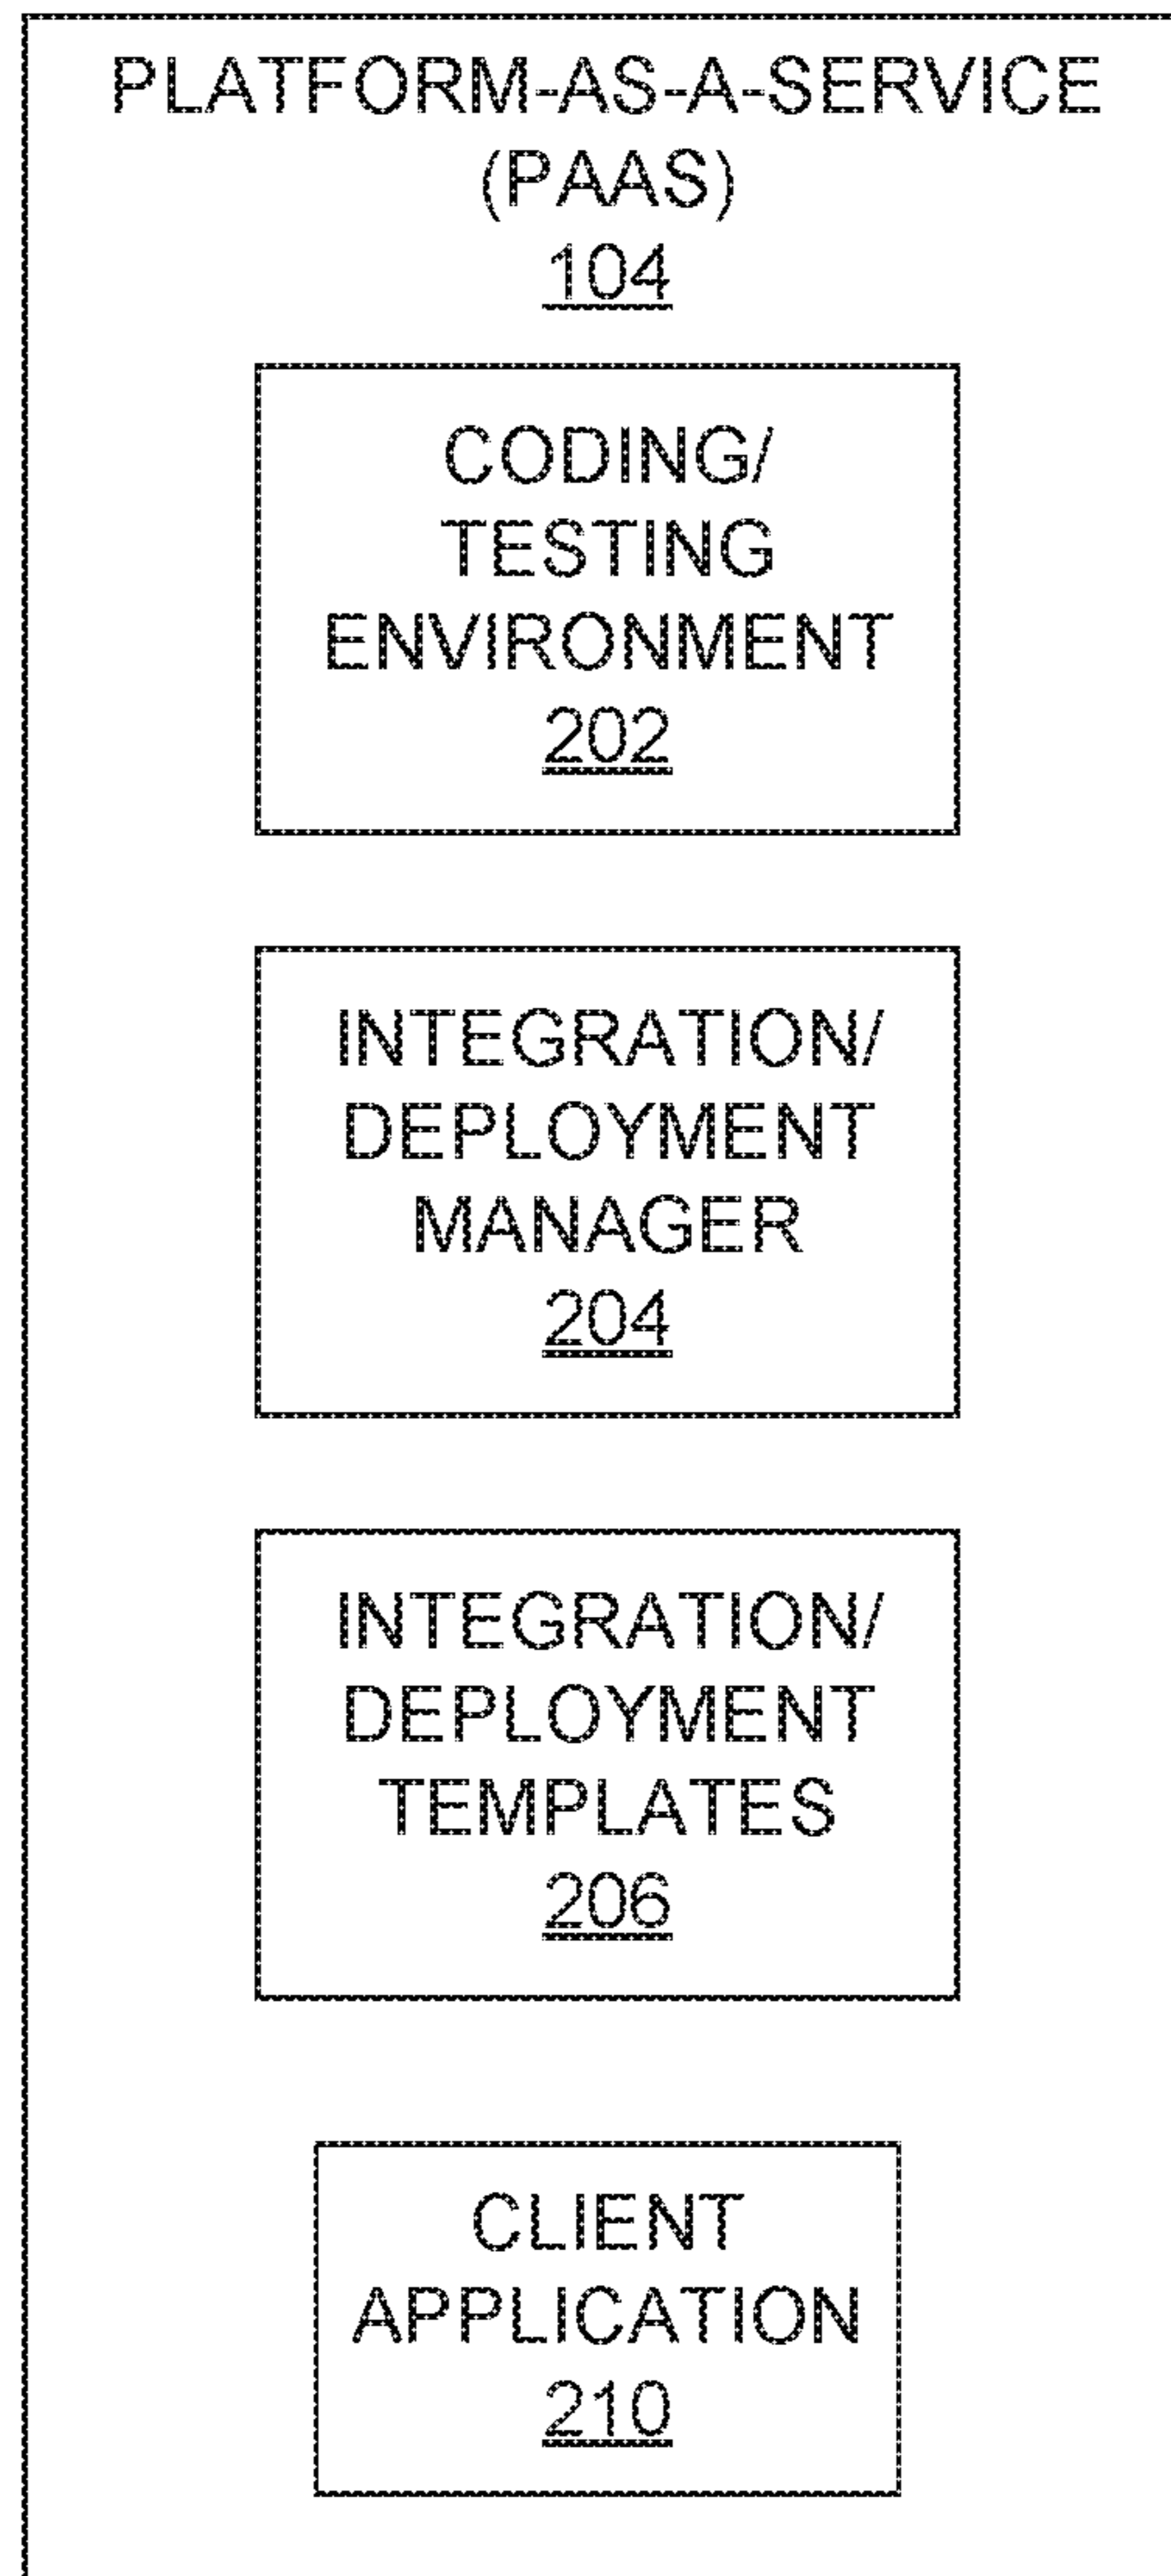 PLATFORM-AS-A-SERVICE
(PAAS)
104
CODING/
TESTING
ENVIRONMENT
202
INTEGRATION/
DEPLOYMENT
MANAGER
204
INTEGRATION/
DEPLOYMENT
TEMPLATES
206
CLIENT
APPLICATION
210